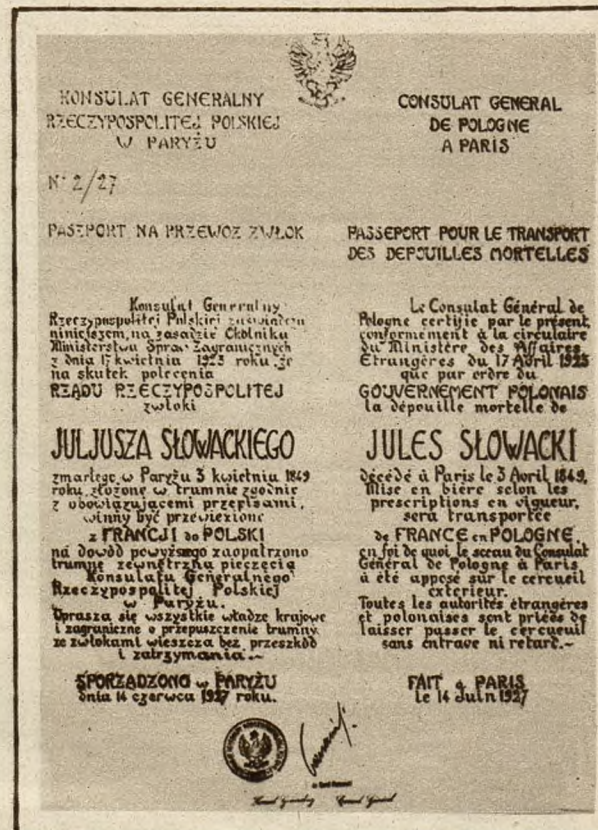 KONSULAT GENERALNY
RZECZYPOSPOLITEJ POLSKIEJ
W PARYŻU
Nº 2/27
PASZPORT NA PRZEWÓZ ZWŁOK
Konsulat Generalny
Rzeczypospolitej Polskiej zaświadcza
niniejszem, na zasadzie Okólnika
Ministerstwa Spraw Zagranicznych
z dnia 17 kwietnia 1925 roku, że
na skutek polecenia
RZĄDU RZECZYPOSPOLITEJ
zwłoki
JULJUSZA SŁOWACKIEGO
zmarłego w Paryżu 3 kwietniu 1849
roku, złożone w trumnie zgodnie
z obowiązującemi przepisami,
winny być przewiezione
z FRANCJI do POLSKI
na dowód powyższego zaopatrzono
trumnę zewnętrzną pieczęcią
Konsulatu Generalnego
Rzeczypospolitej Polskiej
w Paryżu.
Uprasza się wszystkie władze krajowe
i zagraniczne o przepuszczenie trumny
ze zwłokami wieszcza bez przeszkód
i zatrzymania.~
SPORZĄDZONO w PARYŻU
dnia 14 czerwca 1927 roku.
CONSULAT GENERAL
DE POLOGNE
A PARIS
PASSEPORT POUR LE TRANSPORT
DES DEPOUILLES MORTELLES
Le Consulat Général de
Pologne certifie par le présent,
conformement à la circulaire
du Ministère des Affaires
Etrangères du 17 Avril 1925
que par ordre du
GOUVERNEMENT POLONAIS
la dépouille mortelle de
JULES SŁOWACKI
décédé à Paris le 3 Avril 1849,
Mise en bière selon les
prescriptions en vigueur,
sera transportée
de FRANCE en POLOGNE,
en foi de quoi le sceau du Consulat
Général de Pologne à Paris
à été apposé sur le cercueil
exterieur.
Toutes les autorités étrangères
et polonaises sont priées de
laisser passer le cercueuil
sans entrave ni retard.~
FAIT à PARIS
le 14 Juin 1927
Consul Général